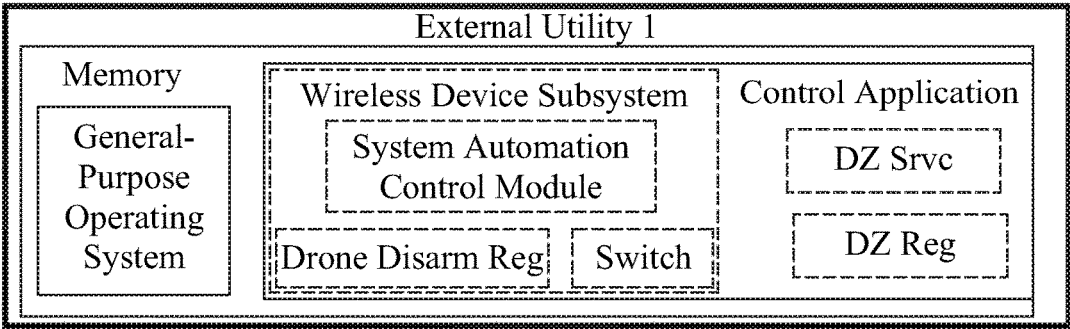 External Utility 1
Memory
General-
Purpose
Operating
System
Wireless Device Subsystem
System Automation
Control Module
Drone Disarm Reg
Switch
Control Application
DZ Srvc
DZ Reg